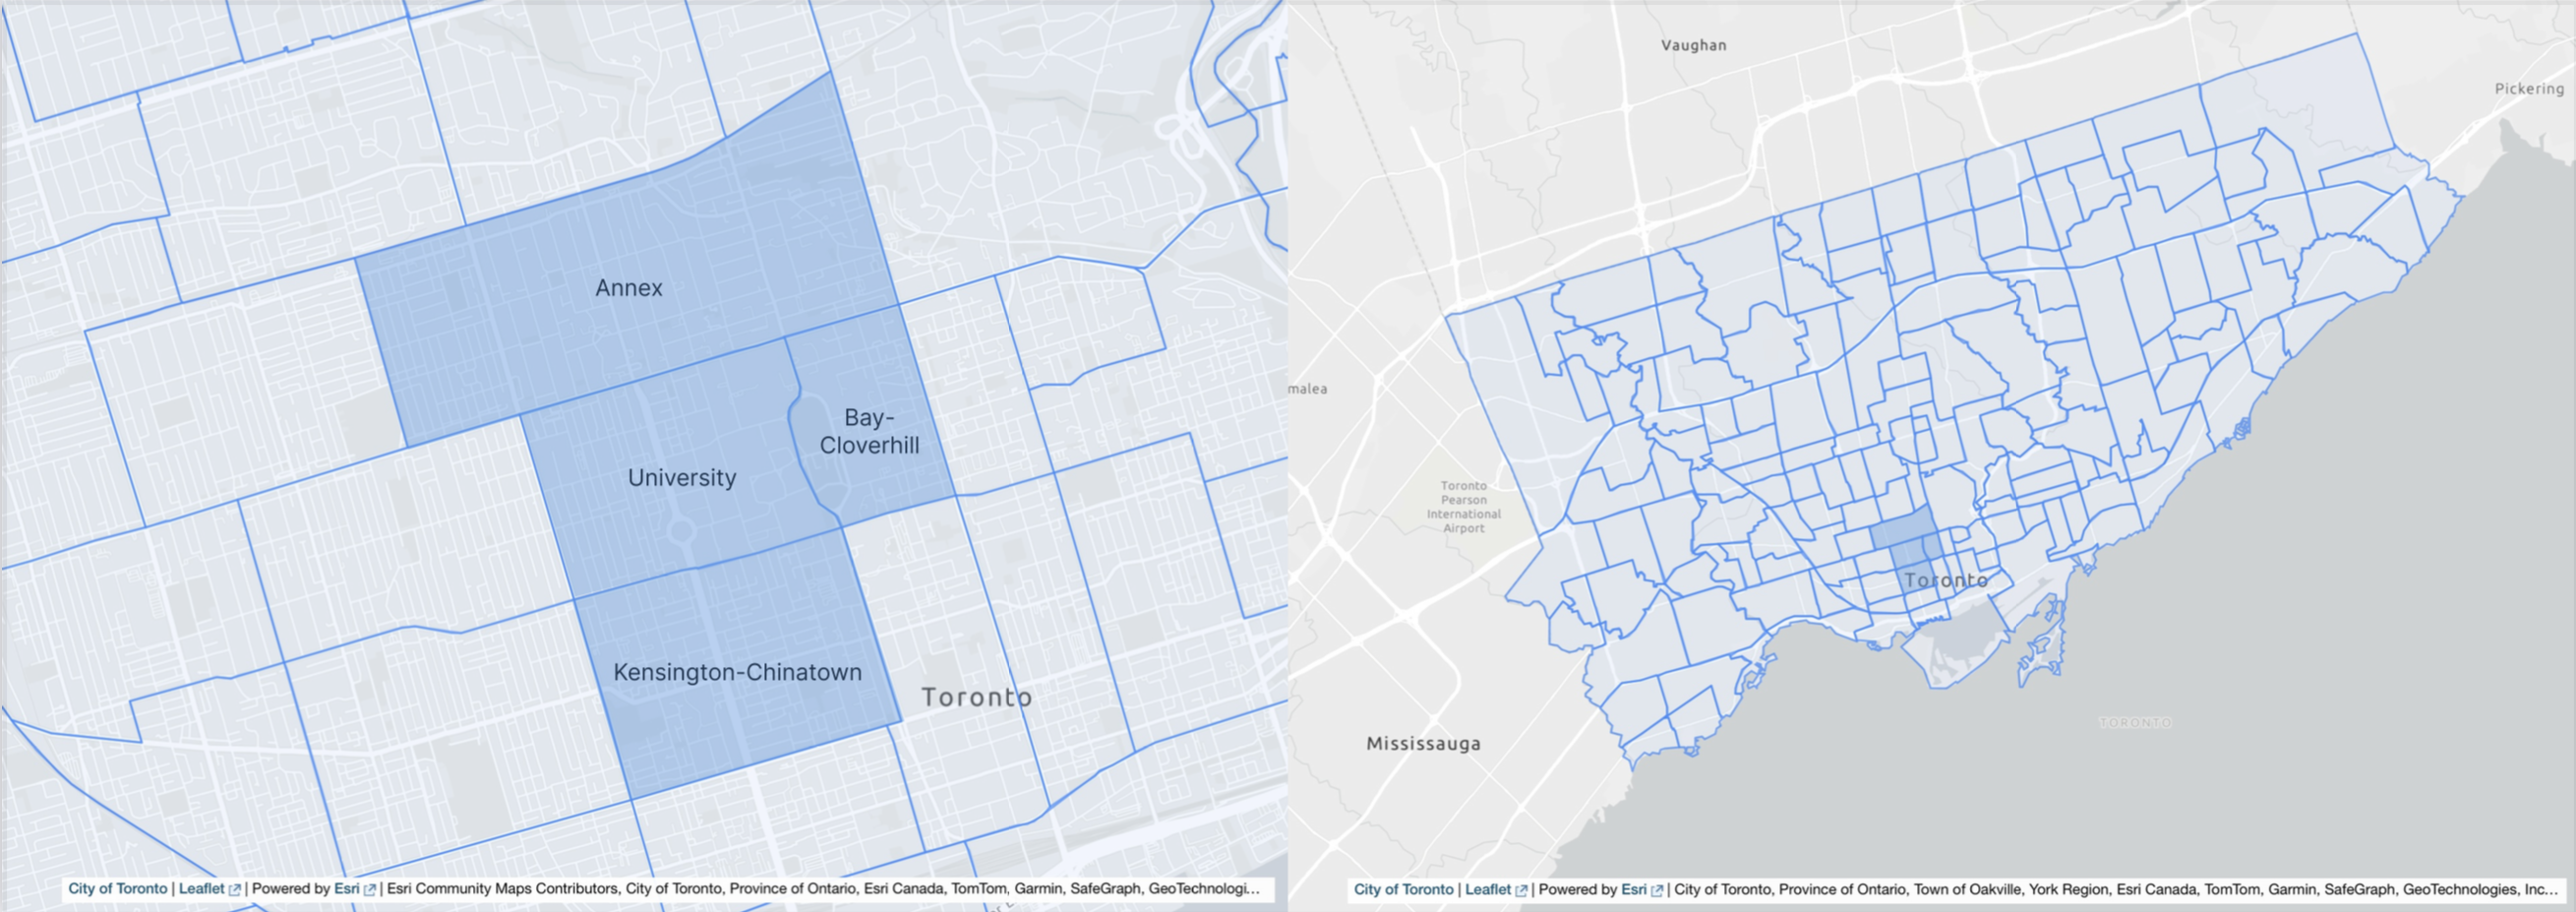 Annex
Bay-
Cloverhill
University
Kensington-Chinatown
Toronto
City of Toronto | Leaflet | Powered by Esri | Esri Community Maps Contributors, City of Toronto, Province of Ontario, Esri Canada, TomTom, Garmin, SafeGraph, GeoTechnologi...
Vaughan
Pickering
malea
Toronto
Pearson
International
Airport
Toronto
TORONTO
Mississauga
City of Toronto | Leaflet | Powered by Esri | City of Toronto, Province of Ontario, Town of Oakville, York Region, Esri Canada, TomTom, Garmin, SafeGraph, GeoTechnologies, Inc...